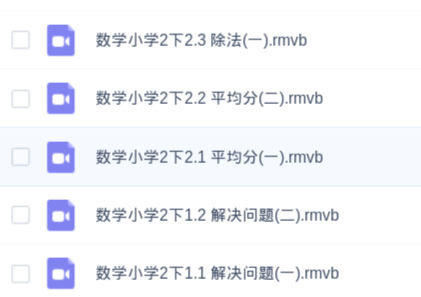 数学小学2下2.3 除法(一).rmvb
数学小学2下2.2 平均分(二).rmvb
数学小学2下2.1 平均分(一).rmvb
数学小学2下1.2 解决问题(二).rmvb
数学小学2下1.1 解决问题(一).rmvb